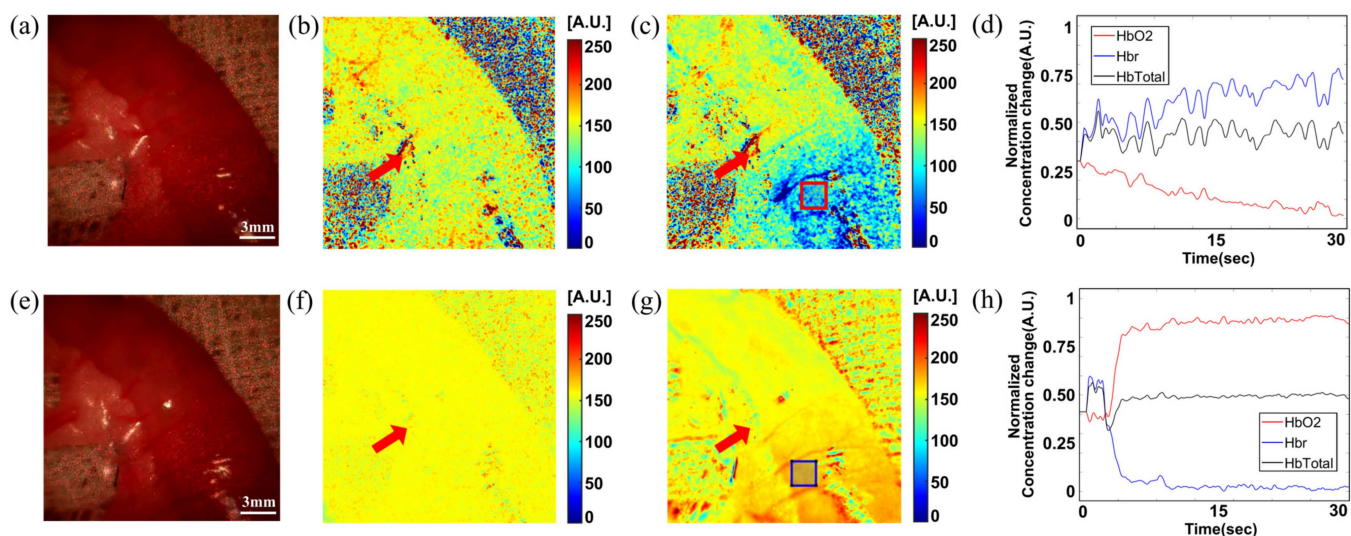 (a)
3mm
(b)
[A.U.]
250
200
150
100
50
0
(c)
[A.U.]
250
200
150
100
50
0
(d)
Normalized
Concentration change(A.U.)
1
0.75
0.50
0.25
0
HbO2
Hbr
HbTotal
0
15
30
Time(sec)
(e)
3mm
(f)
[A.U.]
250
200
150
100
50
0
(g)
[A.U.]
250
200
150
100
50
0
(h)
Normalized
Concentration change(A.U.)
1
0.75
0.50
0.25
0
HbO2
Hbr
HbTotal
0
15
30
Time(sec)